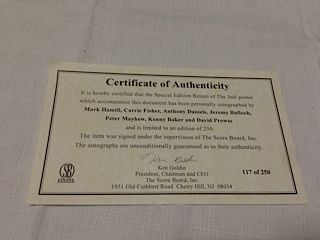 Certificate of Authenticity
It is hereby certified that the Special Edition Return of The Jedi poster
which accompanies this document has been personally autographed by
Mark Hamill, Carrie Fisher, Anthony Daniels, Jeremy Bulloch,
Peter Mayhew, Kenny Baker and David Prowse
and is limited to an edition of 250.
The item was signed under the supervision of The Score Board, Inc.
The autographs are unconditionally guaranteed as to their authenticity.
Ken Goldin
Ken Goldin
President, Chairman and CEO
The Score Board, Inc.
1951 Old Cuthbert Road Cherry Hill, NJ 08034
117 of 250
SB